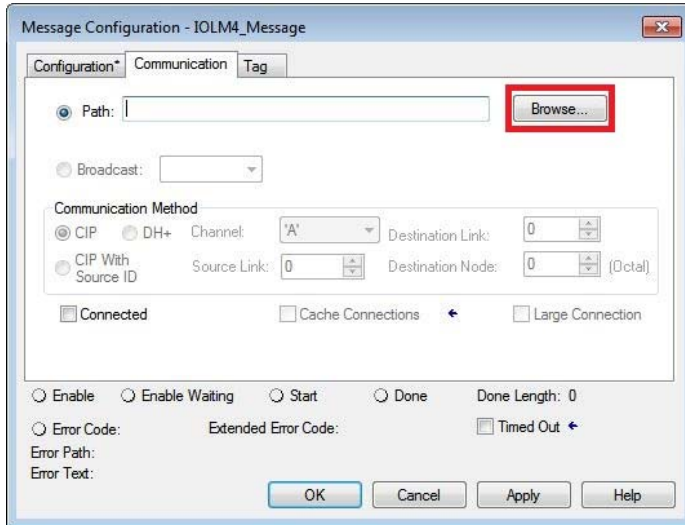 Message Configuration - IOLM4_Message
Configuration* Communication Tag
Path: Browse...
Broadcast:
Communication Method
CIP DH+ Channel: 'A' Destination Link: 0
CIP With Source ID Source Link: 0 Destination Node: 0 (Octal)
Connected Cache Connections Large Connection
Enable Enable Waiting Start Done Done Length: 0
Error Code: Extended Error Code: Timed Out
Error Path:
Error Text:
OK Cancel Apply Help